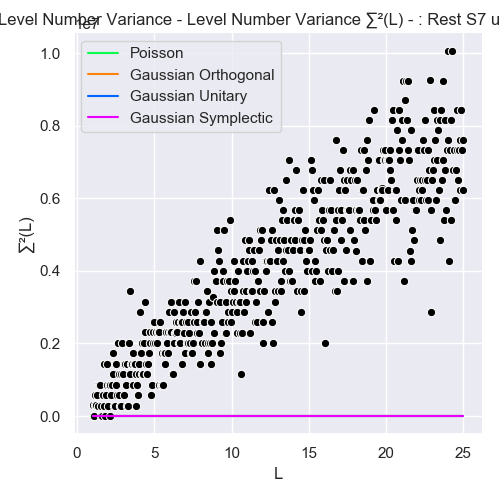 Level Number Variance - Level Number Variance ∑²(L) - : Rest S7 u
1e7
Poisson
Gaussian Orthogonal
Gaussian Unitary
Gaussian Symplectic
∑²(L)
1.0
0.8
0.6
0.4
0.2
0.0
0 5 10 15 20 25
L